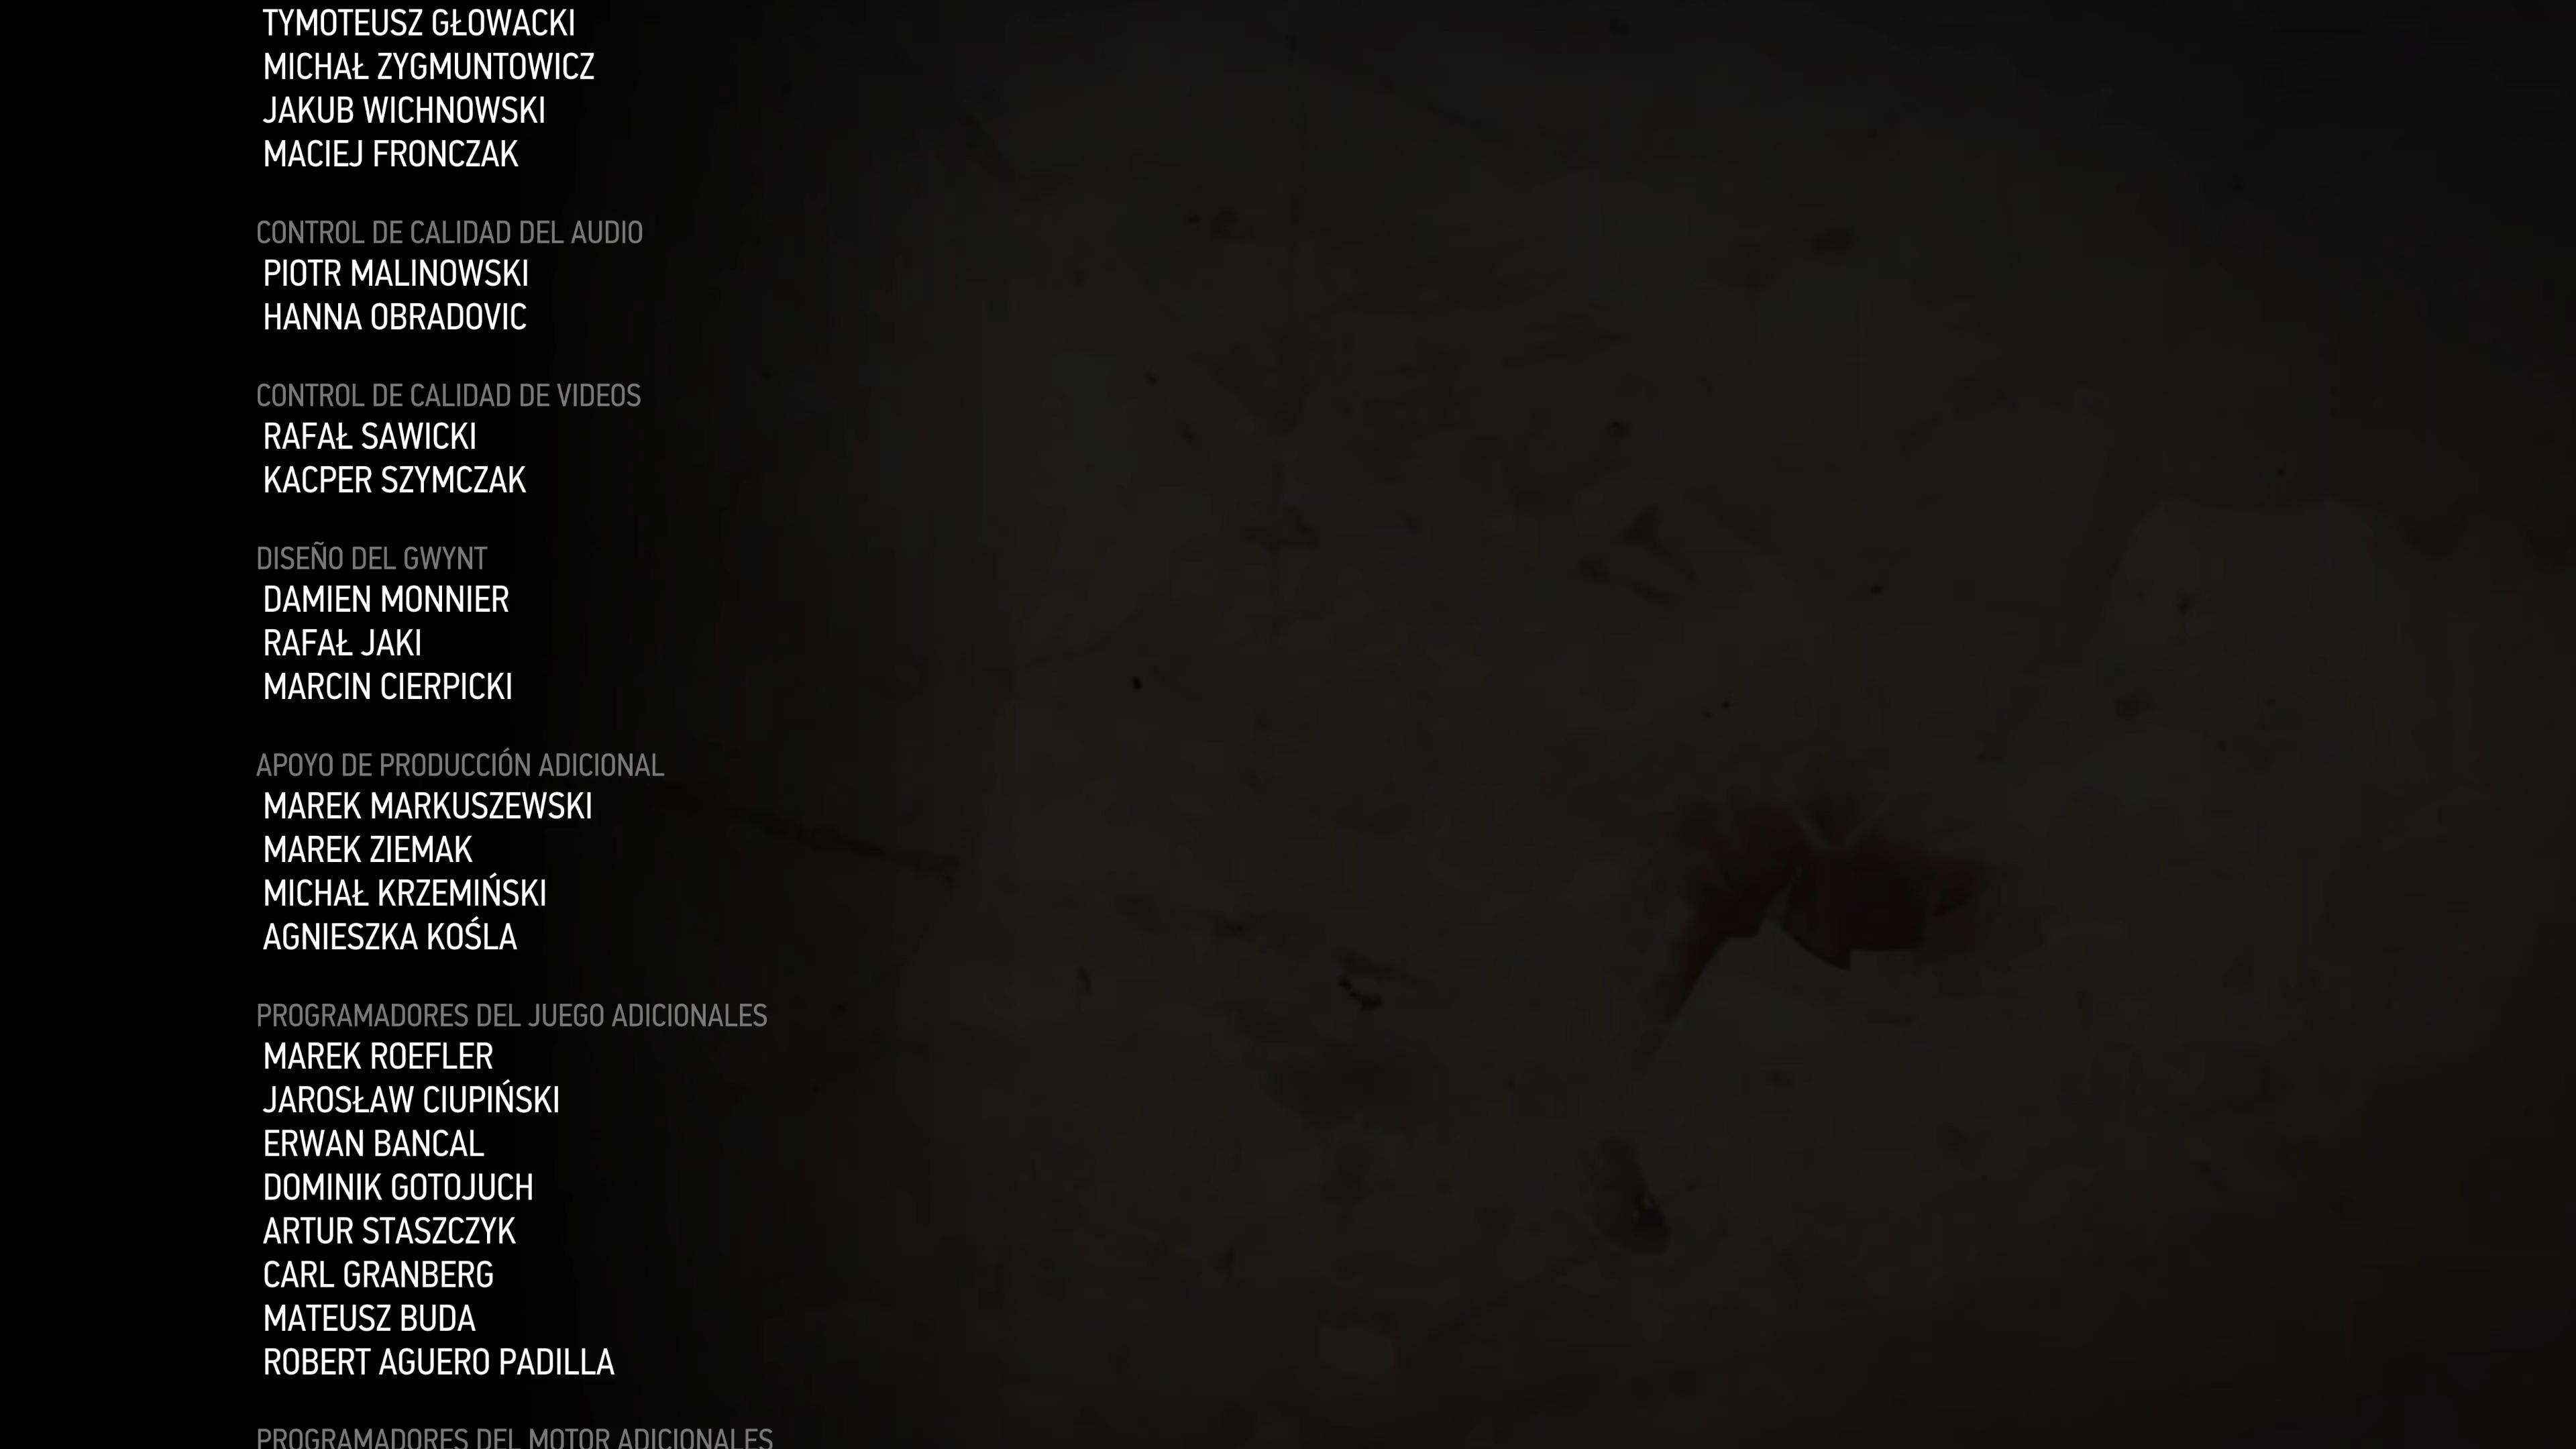 TYMOTEUSZ GŁOWACKI
MICHAŁ ZYGMUNTOWICZ
JAKUB WICHNOWSKI
MACIEJ FRONCZAK
CONTROL DE CALIDAD DEL AUDIO
PIOTR MALINOWSKI
HANNA OBRADOVIC
CONTROL DE CALIDAD DE VIDEOS
RAFAŁ SAWICKI
KACPER SZYMCZAK
DISEÑO DEL GWYNT
DAMIEN MONNIER
RAFAŁ JAKI
MARCIN CIERPICKI
APOYO DE PRODUCCIÓN ADICIONAL
MAREK MARKUSZEWSKI
MAREK ZIEMAK
MICHAŁ KRZEMIŃSKI
AGNIESZKA KOŚLA
PROGRAMADORES DEL JUEGO ADICIONALES
MAREK ROEFLER
JAROSŁAW CIUPIŃSKI
ERWAN BANCAL
DOMINIK GOTOJUCH
ARTUR STASZCZYK
CARL GRANBERG
MATEUSZ BUDA
ROBERT AGUERO PADILLA
PROGRAMADORES DEL MOTOR ADICIONALES